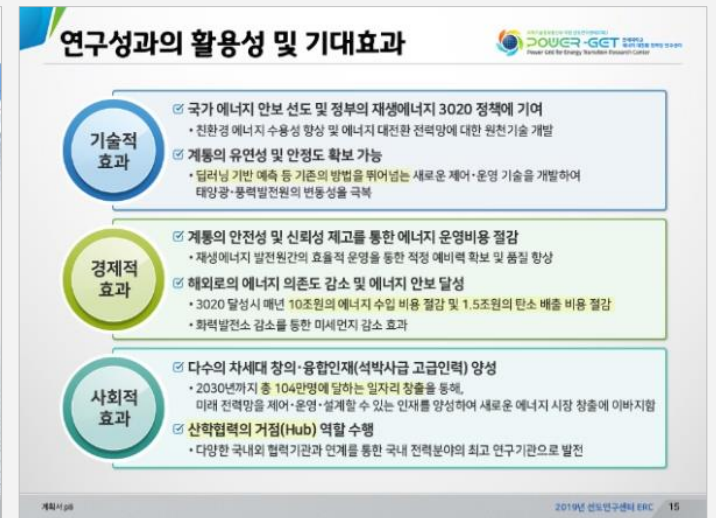 연구성과의 활용성 및 기대효과
POWER-GET
Power Grid for Energy Transition Research Center
기술적
효과
국가 에너지 안보 선도 및 정부의 재생에너지 3020 정책에 기여
• 친환경 에너지 수용성 향상 및 에너지 대전환 전력망에 대한 원천기술 개발
계통의 유연성 및 안정도 확보 가능
• 딥러닝 기반 예측 등 기존의 방법을 뛰어넘는 새로운 제어·운영 기술을 개발하여
태양광·풍력발전원의 변동성을 극복
경제적
효과
계통의 안전성 및 신뢰성 제고를 통한 에너지 운영비용 절감
• 재생에너지 발전원간의 효율적 운영을 통한 적정 예비력 확보 및 품질 향상
해외로의 에너지 의존도 감소 및 에너지 안보 달성
• 3020 달성시 매년 10조원의 에너지 수입 비용 절감 및 1.5조원의 탄소 배출 비용 절감
• 화력발전소 감소를 통한 미세먼지 감소 효과
사회적
효과
다수의 차세대 창의·융합인재(석박사급 고급인력) 양성
• 2030년까지 총 104만명에 달하는 일자리 창출을 통해,
미래 전력망을 제어·운영·설계할 수 있는 인재를 양성하여 새로운 에너지 시장 창출에 이바지함
산학협력의 거점(Hub) 역할 수행
• 다양한 국내외 협력기관과 연계를 통한 국내 전력분야의 최고 연구기관으로 발전
계획서 p8
2019년 선도연구센터 ERC
15